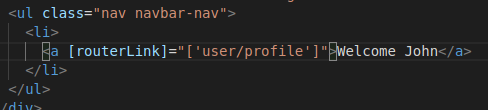 <ul class="nav navbar-nav">
<li>
<a [routerLink]="['user/profile']">Welcome John</a>
</li>
</ul>
</div>